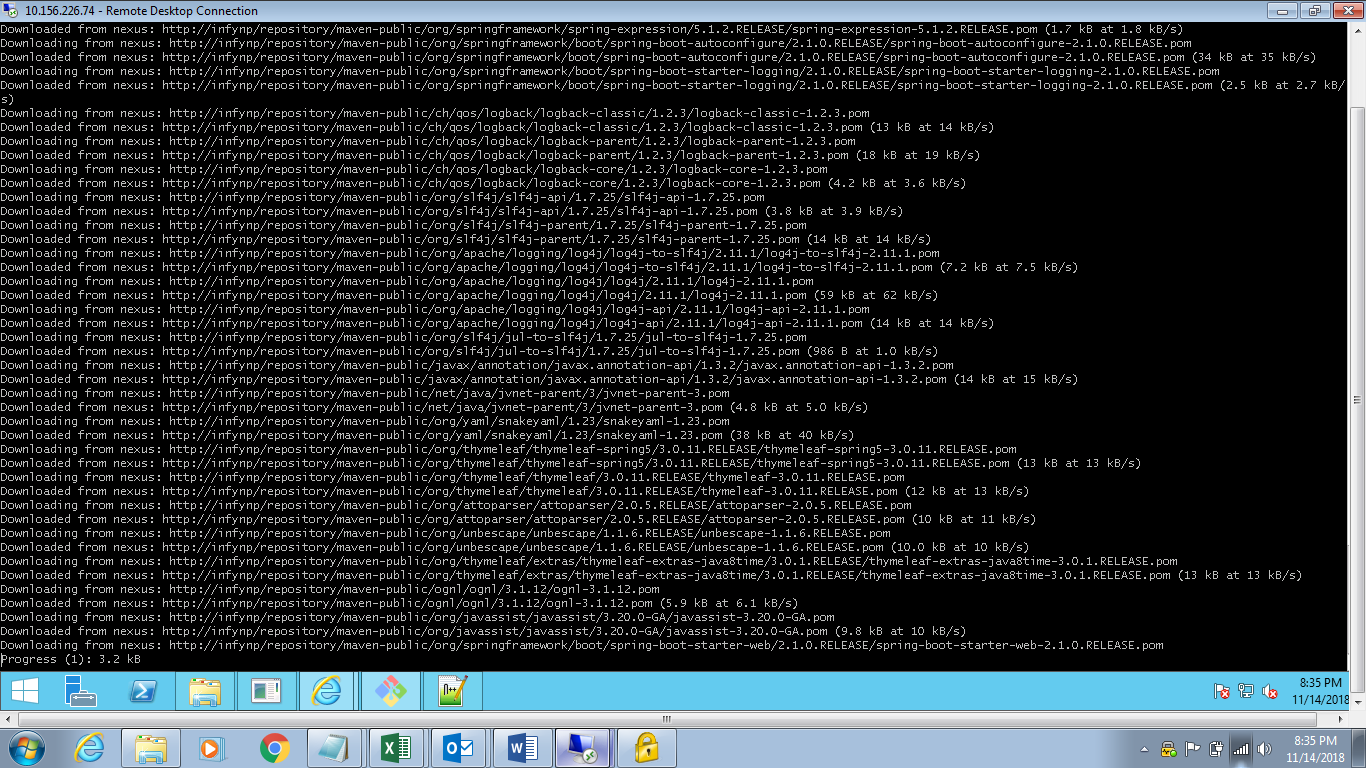 10.156.226.74 - Remote Desktop Connection
Downloaded from nexus: http://infynp/repository/maven-public/org/springframework/spring-expression/5.1.2.RELEASE/spring-expression-5.1.2.RELEASE.pom (1.7 kB at 1.8 kB/s)
Downloading from nexus: http://infynp/repository/maven-public/org/springframework/boot/spring-boot-autoconfigure/2.1.0.RELEASE/spring-boot-autoconfigure-2.1.0.RELEASE.pom
Downloaded from nexus: http://infynp/repository/maven-public/org/springframework/boot/spring-boot-autoconfigure/2.1.0.RELEASE/spring-boot-autoconfigure-2.1.0.RELEASE.pom (34 kB at 35 kB/s)
Downloading from nexus: http://infynp/repository/maven-public/org/springframework/boot/spring-boot-starter-logging/2.1.0.RELEASE/spring-boot-starter-logging-2.1.0.RELEASE.pom
Downloaded from nexus: http://infynp/repository/maven-public/org/springframework/boot/spring-boot-starter-logging/2.1.0.RELEASE/spring-boot-starter-logging-2.1.0.RELEASE.pom (2.5 kB at 2.7 kB/
s)
Downloading from nexus: http://infynp/repository/maven-public/ch/qos/logback/logback-classic/1.2.3/logback-classic-1.2.3.pom
Downloaded from nexus: http://infynp/repository/maven-public/ch/qos/logback/logback-classic/1.2.3/logback-classic-1.2.3.pom (13 kB at 14 kB/s)
Downloading from nexus: http://infynp/repository/maven-public/ch/qos/logback/logback-parent/1.2.3/logback-parent-1.2.3.pom
Downloaded from nexus: http://infynp/repository/maven-public/ch/qos/logback/logback-parent/1.2.3/logback-parent-1.2.3.pom (18 kB at 19 kB/s)
Downloading from nexus: http://infynp/repository/maven-public/ch/qos/logback/logback-core/1.2.3/logback-core-1.2.3.pom
Downloaded from nexus: http://infynp/repository/maven-public/ch/qos/logback/logback-core/1.2.3/logback-core-1.2.3.pom (4.2 kB at 3.6 kB/s)
Downloading from nexus: http://infynp/repository/maven-public/org/slf4j/slf4j-api/1.7.25/slf4j-api-1.7.25.pom
Downloaded from nexus: http://infynp/repository/maven-public/org/slf4j/slf4j-api/1.7.25/slf4j-api-1.7.25.pom (3.8 kB at 3.9 kB/s)
Downloading from nexus: http://infynp/repository/maven-public/org/slf4j/slf4j-parent/1.7.25/slf4j-parent-1.7.25.pom
Downloaded from nexus: http://infynp/repository/maven-public/org/slf4j/slf4j-parent/1.7.25/slf4j-parent-1.7.25.pom (14 kB at 14 kB/s)
Downloading from nexus: http://infynp/repository/maven-public/org/apache/logging/log4j/log4j-to-slf4j/2.11.1/log4j-to-slf4j-2.11.1.pom
Downloaded from nexus: http://infynp/repository/maven-public/org/apache/logging/log4j/log4j-to-slf4j/2.11.1/log4j-to-slf4j-2.11.1.pom (7.2 kB at 7.5 kB/s)
Downloading from nexus: http://infynp/repository/maven-public/org/apache/logging/log4j/log4j/2.11.1/log4j-2.11.1.pom
Downloaded from nexus: http://infynp/repository/maven-public/org/apache/logging/log4j/log4j/2.11.1/log4j-2.11.1.pom (59 kB at 62 kB/s)
Downloading from nexus: http://infynp/repository/maven-public/org/apache/logging/log4j/log4j-api/2.11.1/log4j-api-2.11.1.pom
Downloaded from nexus: http://infynp/repository/maven-public/org/apache/logging/log4j/log4j-api/2.11.1/log4j-api-2.11.1.pom (14 kB at 14 kB/s)
Downloading from nexus: http://infynp/repository/maven-public/org/slf4j/jul-to-slf4j/1.7.25/jul-to-slf4j-1.7.25.pom
Downloaded from nexus: http://infynp/repository/maven-public/org/slf4j/jul-to-slf4j/1.7.25/jul-to-slf4j-1.7.25.pom (986 B at 1.0 kB/s)
Downloading from nexus: http://infynp/repository/maven-public/javax/annotation/javax.annotation-api/1.3.2/javax.annotation-api-1.3.2.pom
Downloaded from nexus: http://infynp/repository/maven-public/javax/annotation/javax.annotation-api/1.3.2/javax.annotation-api-1.3.2.pom (14 kB at 15 kB/s)
Downloading from nexus: http://infynp/repository/maven-public/net/java/jvnet-parent/3/jvnet-parent-3.pom
Downloaded from nexus: http://infynp/repository/maven-public/net/java/jvnet-parent/3/jvnet-parent-3.pom (4.8 kB at 5.0 kB/s)
Downloading from nexus: http://infynp/repository/maven-public/org/yaml/snakeyaml/1.23/snakeyaml-1.23.pom
Downloaded from nexus: http://infynp/repository/maven-public/org/yaml/snakeyaml/1.23/snakeyaml-1.23.pom (38 kB at 40 kB/s)
Downloading from nexus: http://infynp/repository/maven-public/org/thymeleaf/thymeleaf-spring5/3.0.11.RELEASE/thymeleaf-spring5-3.0.11.RELEASE.pom
Downloaded from nexus: http://infynp/repository/maven-public/org/thymeleaf/thymeleaf-spring5/3.0.11.RELEASE/thymeleaf-spring5-3.0.11.RELEASE.pom (13 kB at 13 kB/s)
Downloading from nexus: http://infynp/repository/maven-public/org/thymeleaf/thymeleaf/3.0.11.RELEASE/thymeleaf-3.0.11.RELEASE.pom
Downloaded from nexus: http://infynp/repository/maven-public/org/thymeleaf/thymeleaf/3.0.11.RELEASE/thymeleaf-3.0.11.RELEASE.pom (12 kB at 13 kB/s)
Downloading from nexus: http://infynp/repository/maven-public/org/attoparser/attoparser/2.0.5.RELEASE/attoparser-2.0.5.RELEASE.pom
Downloaded from nexus: http://infynp/repository/maven-public/org/attoparser/attoparser/2.0.5.RELEASE/attoparser-2.0.5.RELEASE.pom (10 kB at 11 kB/s)
Downloading from nexus: http://infynp/repository/maven-public/org/unbescape/unbescape/1.1.6.RELEASE/unbescape-1.1.6.RELEASE.pom
Downloaded from nexus: http://infynp/repository/maven-public/org/unbescape/unbescape/1.1.6.RELEASE/unbescape-1.1.6.RELEASE.pom (10.0 kB at 10 kB/s)
Downloading from nexus: http://infynp/repository/maven-public/org/thymeleaf/extras/thymeleaf-extras-java8time/3.0.1.RELEASE/thymeleaf-extras-java8time-3.0.1.RELEASE.pom
Downloaded from nexus: http://infynp/repository/maven-public/org/thymeleaf/extras/thymeleaf-extras-java8time/3.0.1.RELEASE/thymeleaf-extras-java8time-3.0.1.RELEASE.pom (13 kB at 13 kB/s)
Downloading from nexus: http://infynp/repository/maven-public/ognl/ognl/3.1.12/ognl-3.1.12.pom
Downloaded from nexus: http://infynp/repository/maven-public/ognl/ognl/3.1.12/ognl-3.1.12.pom (5.9 kB at 6.1 kB/s)
Downloading from nexus: http://infynp/repository/maven-public/org/javassist/javassist/3.20.0-GA/javassist-3.20.0-GA.pom
Downloaded from nexus: http://infynp/repository/maven-public/org/javassist/javassist/3.20.0-GA/javassist-3.20.0-GA.pom (9.8 kB at 10 kB/s)
Downloading from nexus: http://infynp/repository/maven-public/org/springframework/boot/spring-boot-starter-web/2.1.0.RELEASE/spring-boot-starter-web-2.1.0.RELEASE.pom
Progress (1): 3.2 kB
8:35 PM
11/14/2018
8:35 PM
11/14/2018